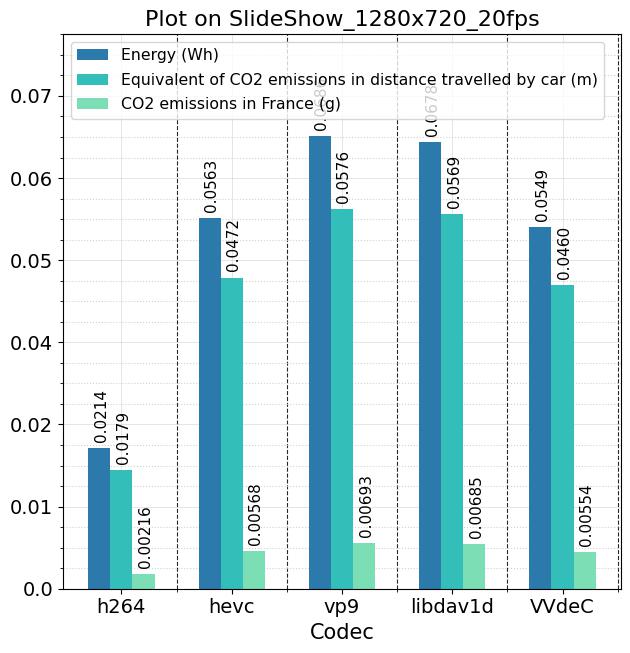 Plot on SlideShow_1280x720_20fps
Energy (Wh)
Equivalent of CO2 emissions in distance travelled by car (m)
CO2 emissions in France (g)
0.07
0.06
0.05
0.04
0.02
0.01
0.0
0.0214
0.0179
0.00216
0.0563
0.0472
0.00568
0.0576
0.00693
0.0678
0.0569
0.00685
0.0549
0.0460
0.00554
h264
hevc
vp9
libdav1d
VVdeC
Codec